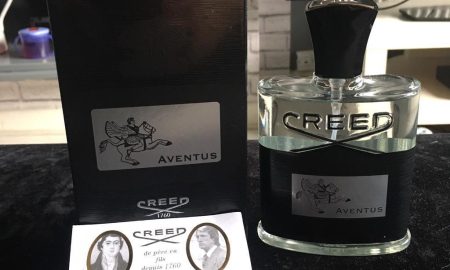 AVENTUS
CREED
1760
CREED
de père en
fils
depuis 1760
CREED
AVENTUS